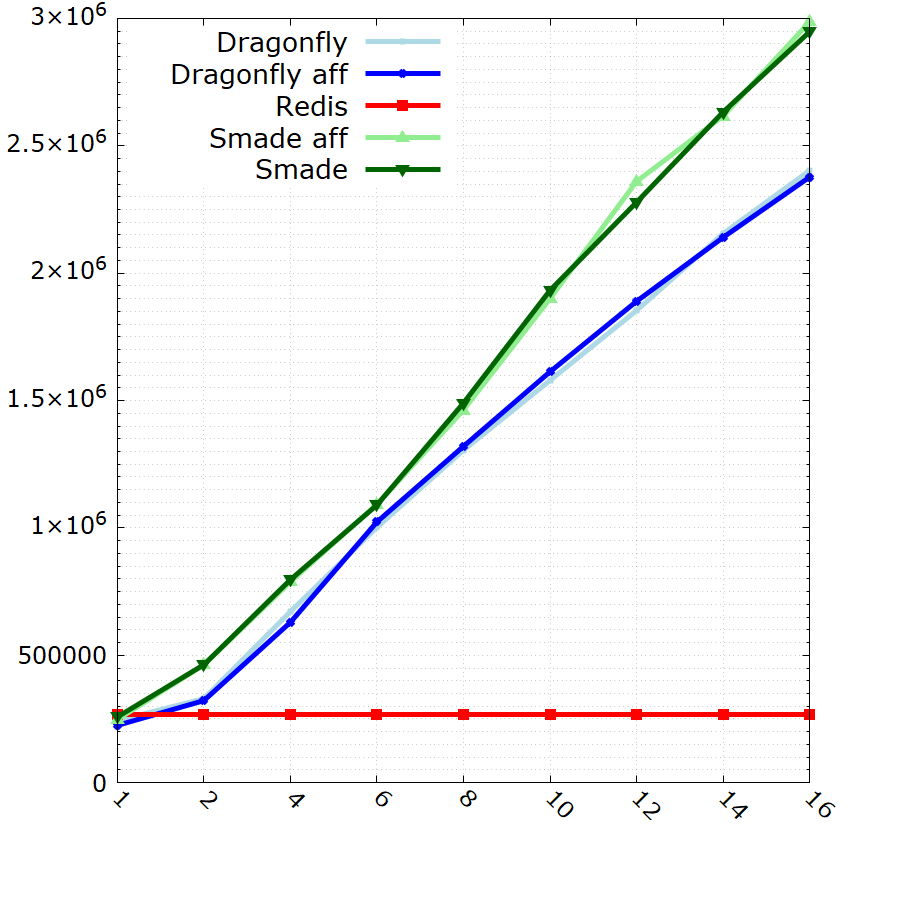 3×10⁶
2.5×10⁶
2×10⁶
1.5×10⁶
1×10⁶
500000
0
Dragonfly
Dragonfly aff
Redis
Smade aff
Smade
1 2 4 6 8 10 12 14 16